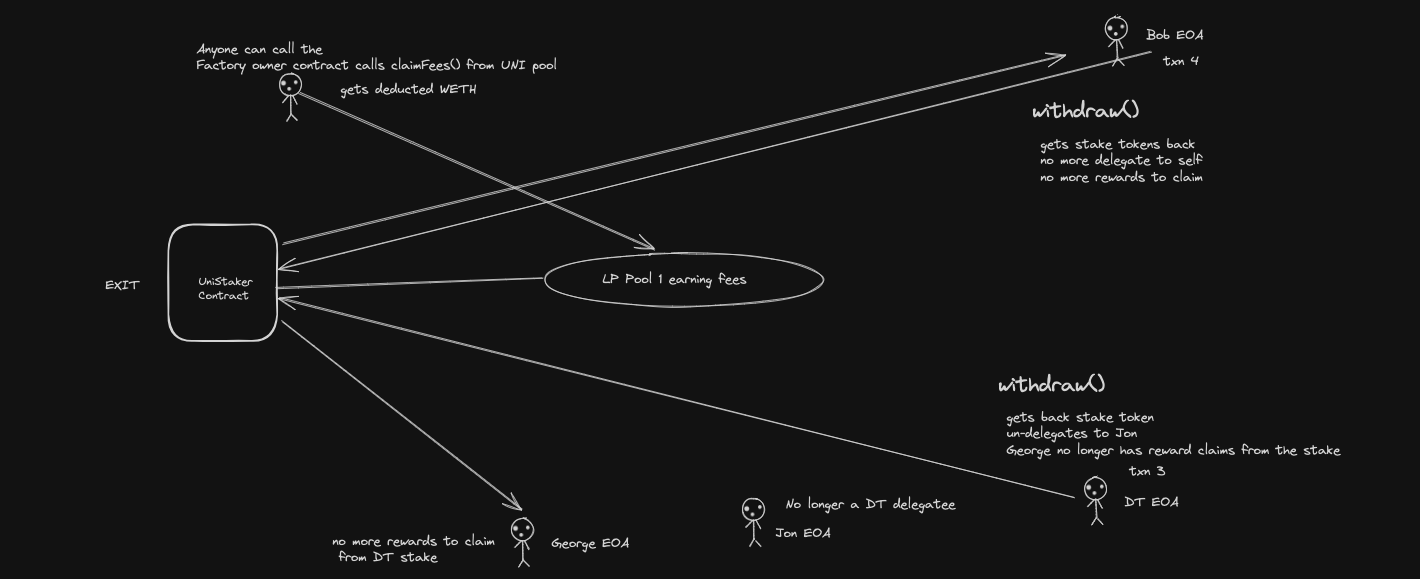 Anyone can call the
Factory owner contract calls claimFees() from UNI pool
gets deducted WETH
Bob EOA
txn 4
withdraw()
gets stake tokens back
no more delegate to self
no more rewards to claim
EXIT
UniStaker
Contract
LP Pool 1 earning fees
withdraw()
gets back stake token
un-delegates to Jon
George no longer has reward claims from the stake
txn 3
DT EOA
No longer a DT delegatee
Jon EOA
no more rewards to claim
from DT stake
George EOA